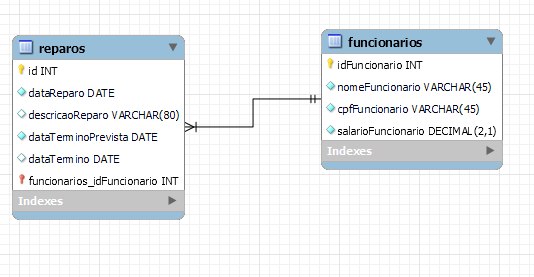 reparos
id INT
dataReparo DATE
descricaoReparo VARCHAR(80)
dataTerminoPrevista DATE
dataTermino DATE
funcionarios_idFuncionario INT
Indexes
funcionarios
idFuncionario INT
nomeFuncionario VARCHAR(45)
cpfFuncionario VARCHAR(45)
salarioFuncionario DECIMAL(2,1)
Indexes